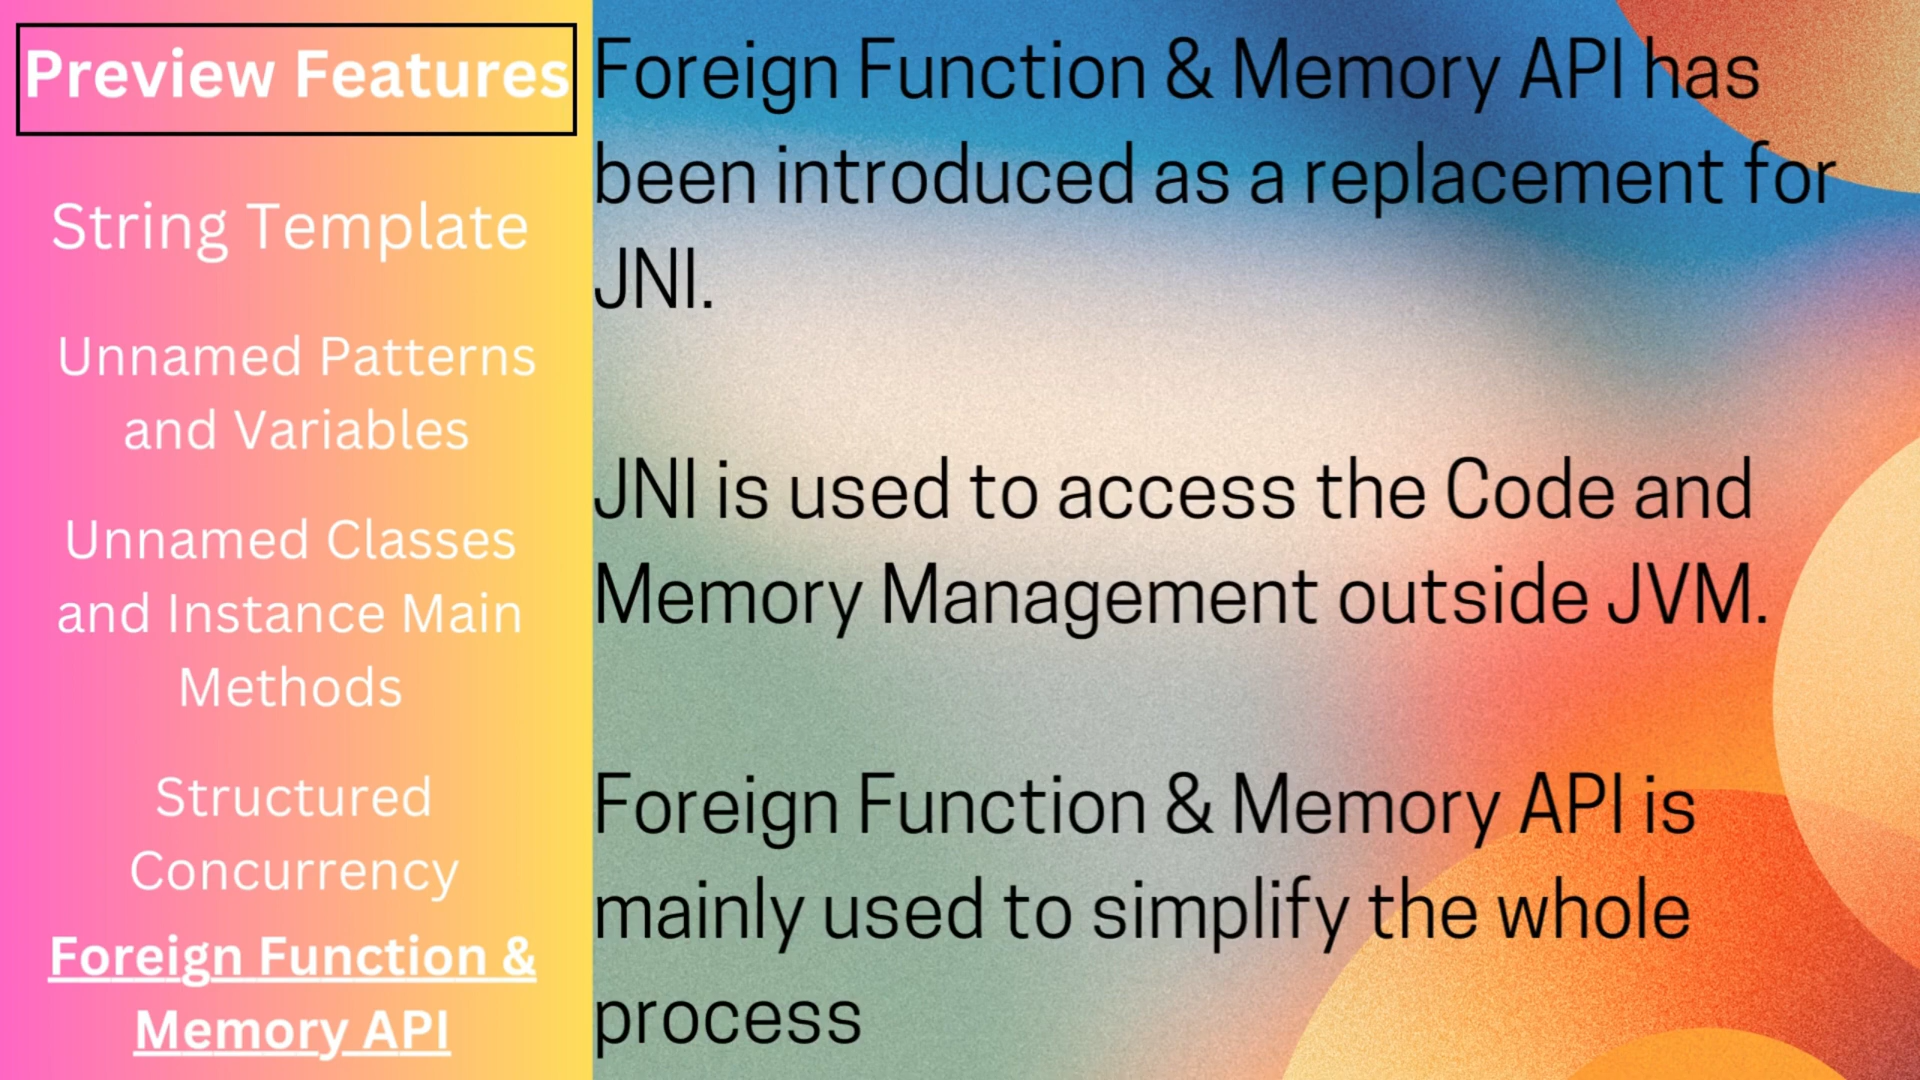 Preview Features
String Template
Unnamed Patterns
and Variables
Unnamed Classes
and Instance Main
Methods
Structured
Concurrency
Foreign Function &
Memory API
Foreign Function & Memory API has
been introduced as a replacement for
JNI.
JNI is used to access the Code and
Memory Management outside JVM.
Foreign Function & Memory API is
mainly used to simplify the whole
process